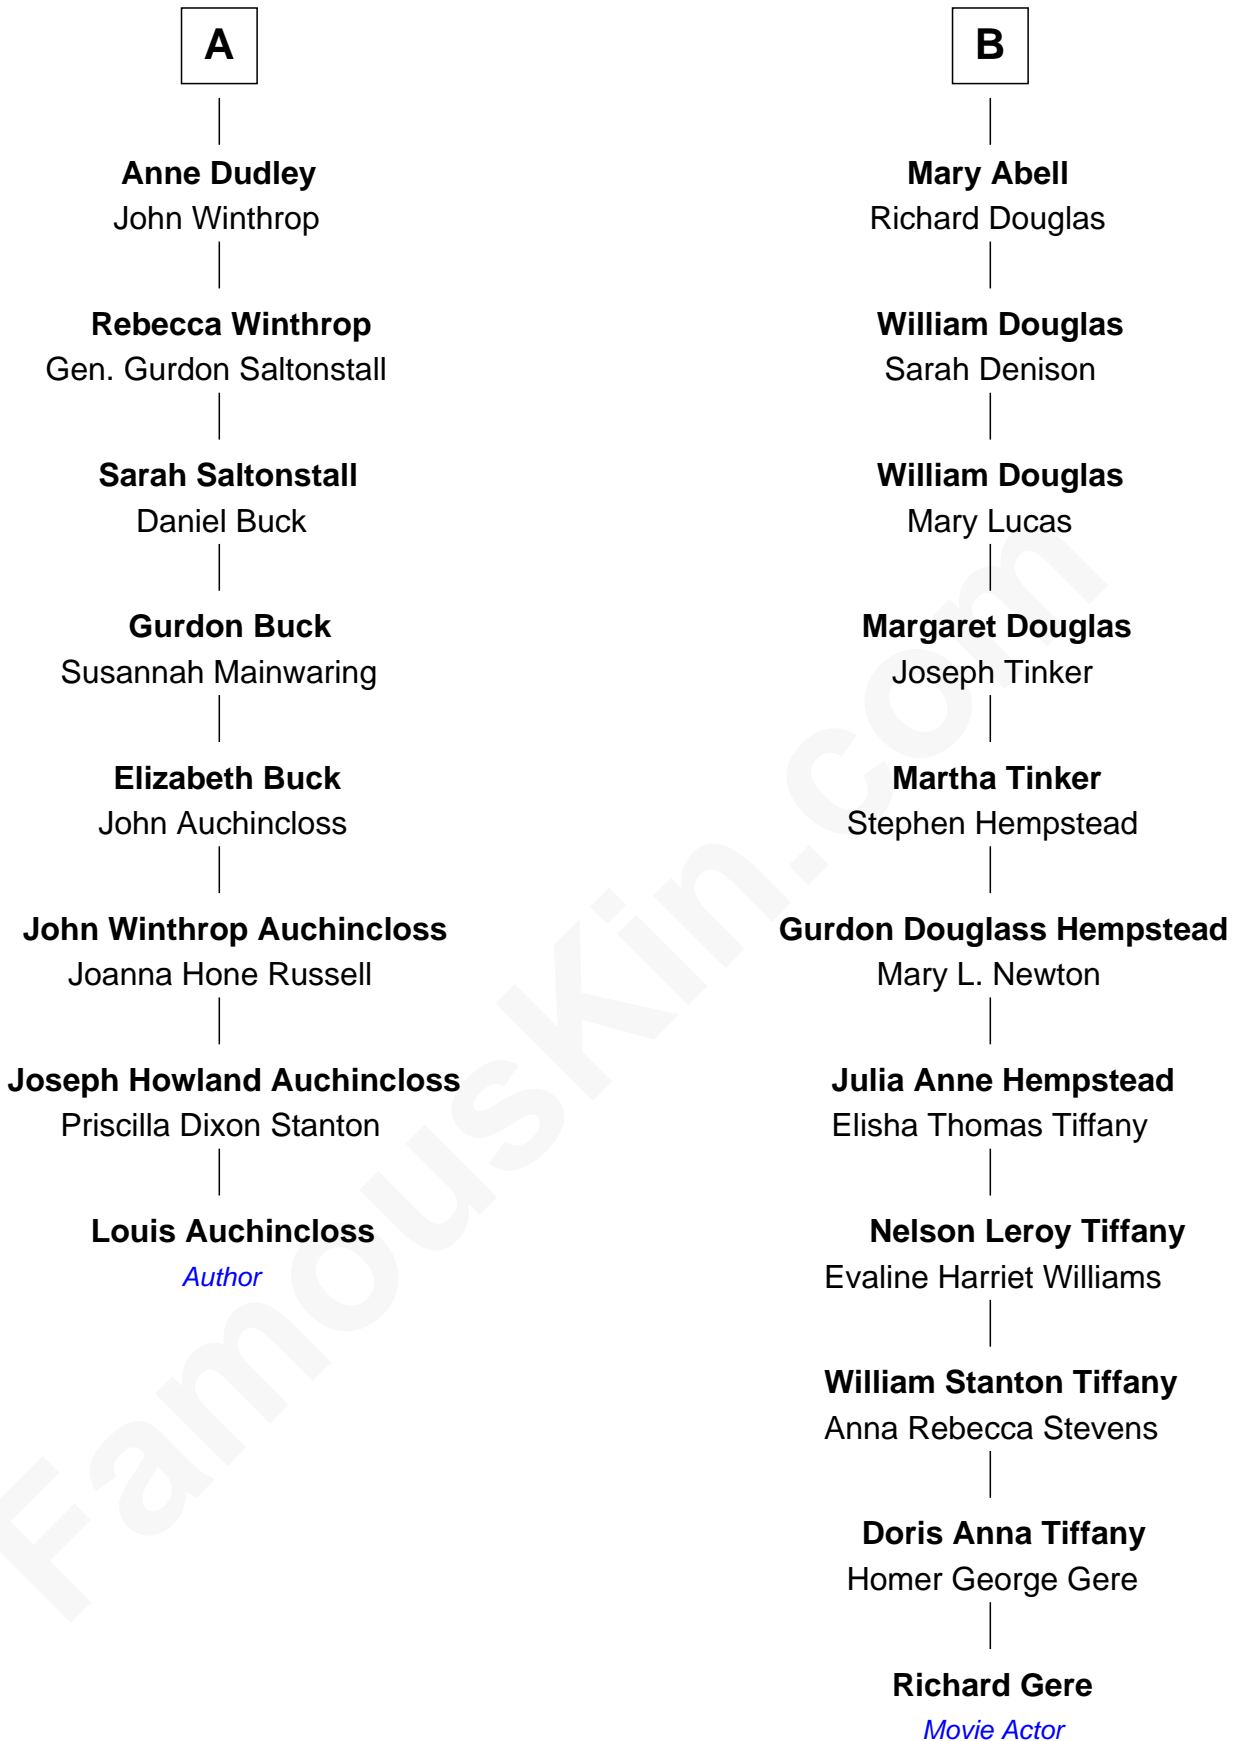 A
Anne Dudley
John Winthrop
Rebecca Winthrop
Gen. Gurdon Saltonstall
Sarah Saltonstall
Daniel Buck
Gurdon Buck
Susannah Mainwaring
Elizabeth Buck
John Auchincloss
John Winthrop Auchincloss
Joanna Hone Russell
Joseph Howland Auchincloss
Priscilla Dixon Stanton
Louis Auchincloss
Author
B
Mary Abell
Richard Douglas
William Douglas
Sarah Denison
William Douglas
Mary Lucas
Margaret Douglas
Joseph Tinker
Martha Tinker
Stephen Hempstead
Gurdon Douglass Hempstead
Mary L. Newton
Julia Anne Hempstead
Elisha Thomas Tiffany
Nelson Leroy Tiffany
Evaline Harriet Williams
William Stanton Tiffany
Anna Rebecca Stevens
Doris Anna Tiffany
Homer George Gere
Richard Gere
Movie Actor
FamousKin.com